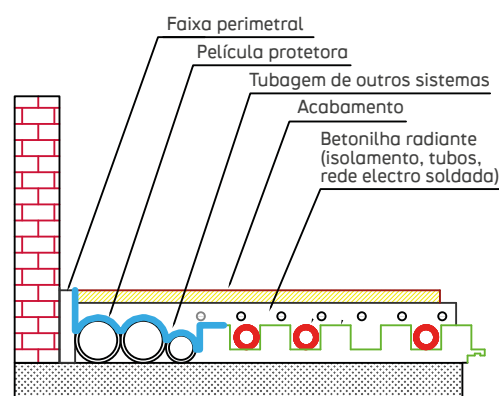 Faixa perimetral
Película protetora
Tubagem de outros sistemas
Acabamento
Betonilha radiante
(isolamento, tubos,
rede electro soldada)